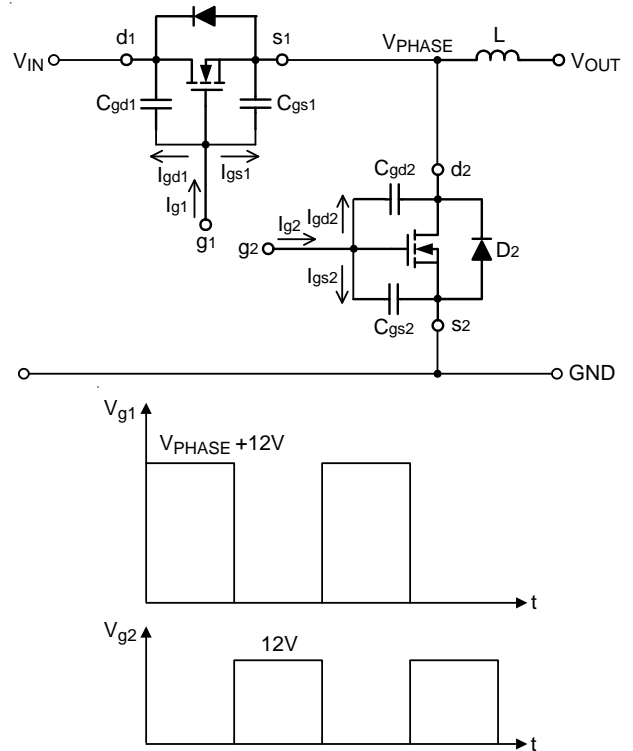 d1
s1
VPHASE
L
VIN
VOUT
Cgd1
Cgs1
Cgd2
d2
Igd1
Igs1
Ig1
Ig2
Igd2
g1
g2
D2
Igs2
Cgs2
s2
GND
Vg1
VPHASE +12V
t
Vg2
12V
t